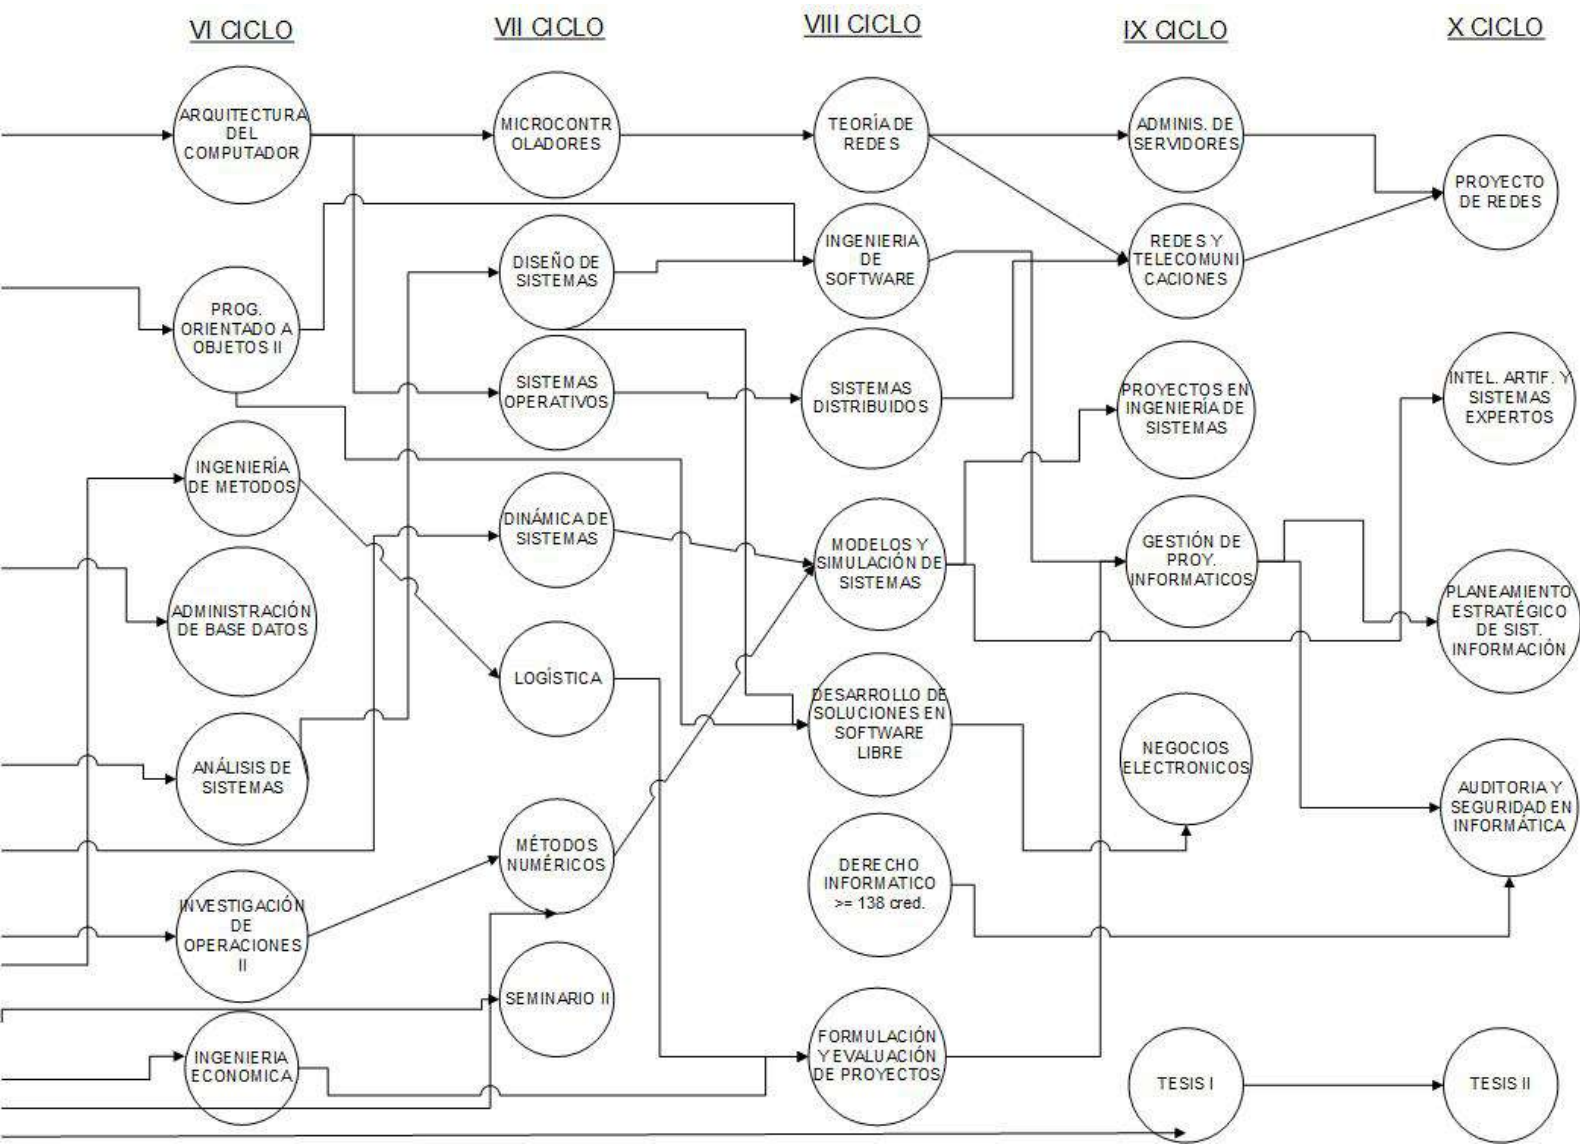 VI CICLO
VII CICLO
VIII CICLO
IX CICLO
X CICLO
ARQUITECTURA
DEL
COMPUTADOR
PROG.
ORIENTADO A
OBJETOS II
INGENIERÍA
DE METODOS
ADMINISTRACIÓN
DE BASE DATOS
ANÁLISIS DE
SISTEMAS
INVESTIGACIÓN
DE
OPERACIONES
II
INGENIERIA
ECONOMICA
MICROCONTR
OLADORES
DISEÑO DE
SISTEMAS
SISTEMAS
OPERATIVOS
DINÁMICA DE
SISTEMAS
LOGÍSTICA
MÉTODOS
NUMÉRICOS
SEMINARIO II
TEORÍA DE
REDES
INGENIERIA
DE
SOFTWARE
SISTEMAS
DISTRIBUIDOS
MODELOS Y
SIMULACIÓN DE
SISTEMAS
DESARROLLO DE
SOLUCIONES EN
SOFTWARE
LIBRE
DERECHO
INFORMATICO
>= 138 cred.
FORMULACIÓN
Y EVALUACIÓN
DE PROYECTOS
ADMINIS. DE
SERVIDORES
REDES Y
TELECOMUNI
CACIONES
PROYECTOS EN
INGENIERÍA DE
SISTEMAS
GESTIÓN DE
PROY.
INFORMATICOS
NEGOCIOS
ELECTRONICOS
TESIS I
PROYECTO
DE REDES
INTEL. ARTIF. Y
SISTEMAS
EXPERTOS
PLANEAMIENTO
ESTRATÉGICO
DE SIST.
INFORMACIÓN
AUDITORIA Y
SEGURIDAD EN
INFORMÁTICA
TESIS II